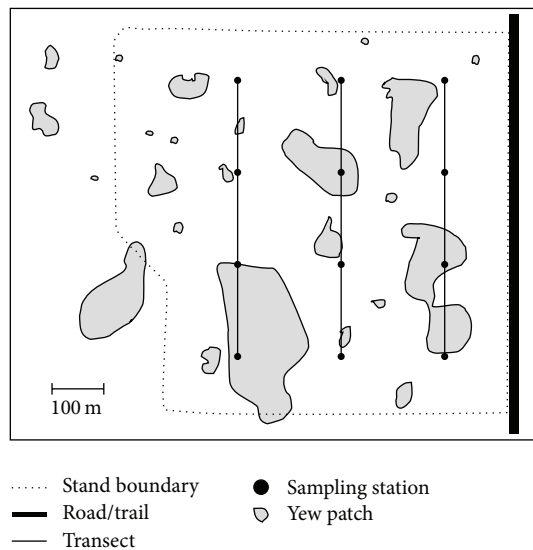 100 m
Stand boundary
Road/trail
Transect
Sampling station
Yew patch